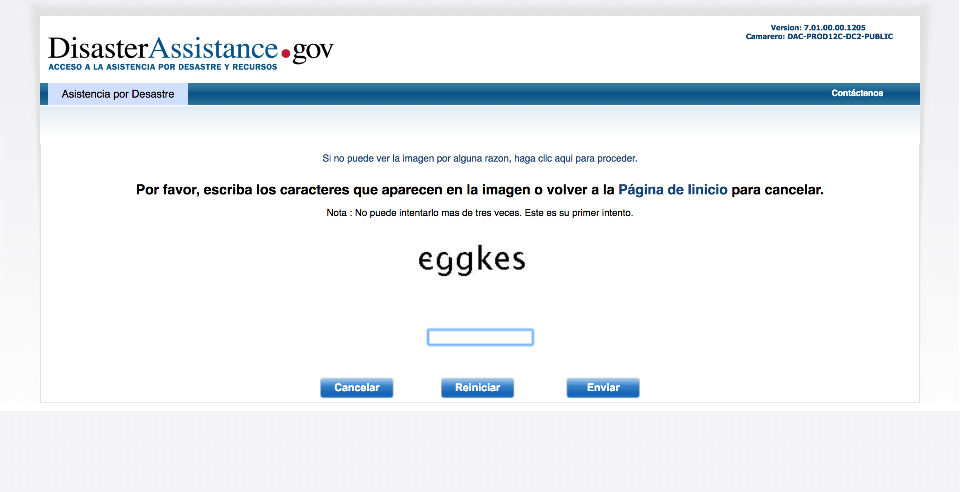 Version: 7.01.00.00.1205
Camarero: DAC-PROD12C-DC2-PUBLIC
DisasterAssistance.gov
ACCESO A LA ASISTENCIA POR DESASTRE Y RECURSOS
Asistencia por Desastre
Contáctenos
Si no puede ver la imagen por alguna razon, haga clic aqui para proceder.
Por favor, escriba los caracteres que aparecen en la imagen o volver a la Página de Iinicio para cancelar.
Nota : No puede intentarlo mas de tres veces. Este es su primer intento.
eggkes
Cancelar
Reiniciar
Enviar